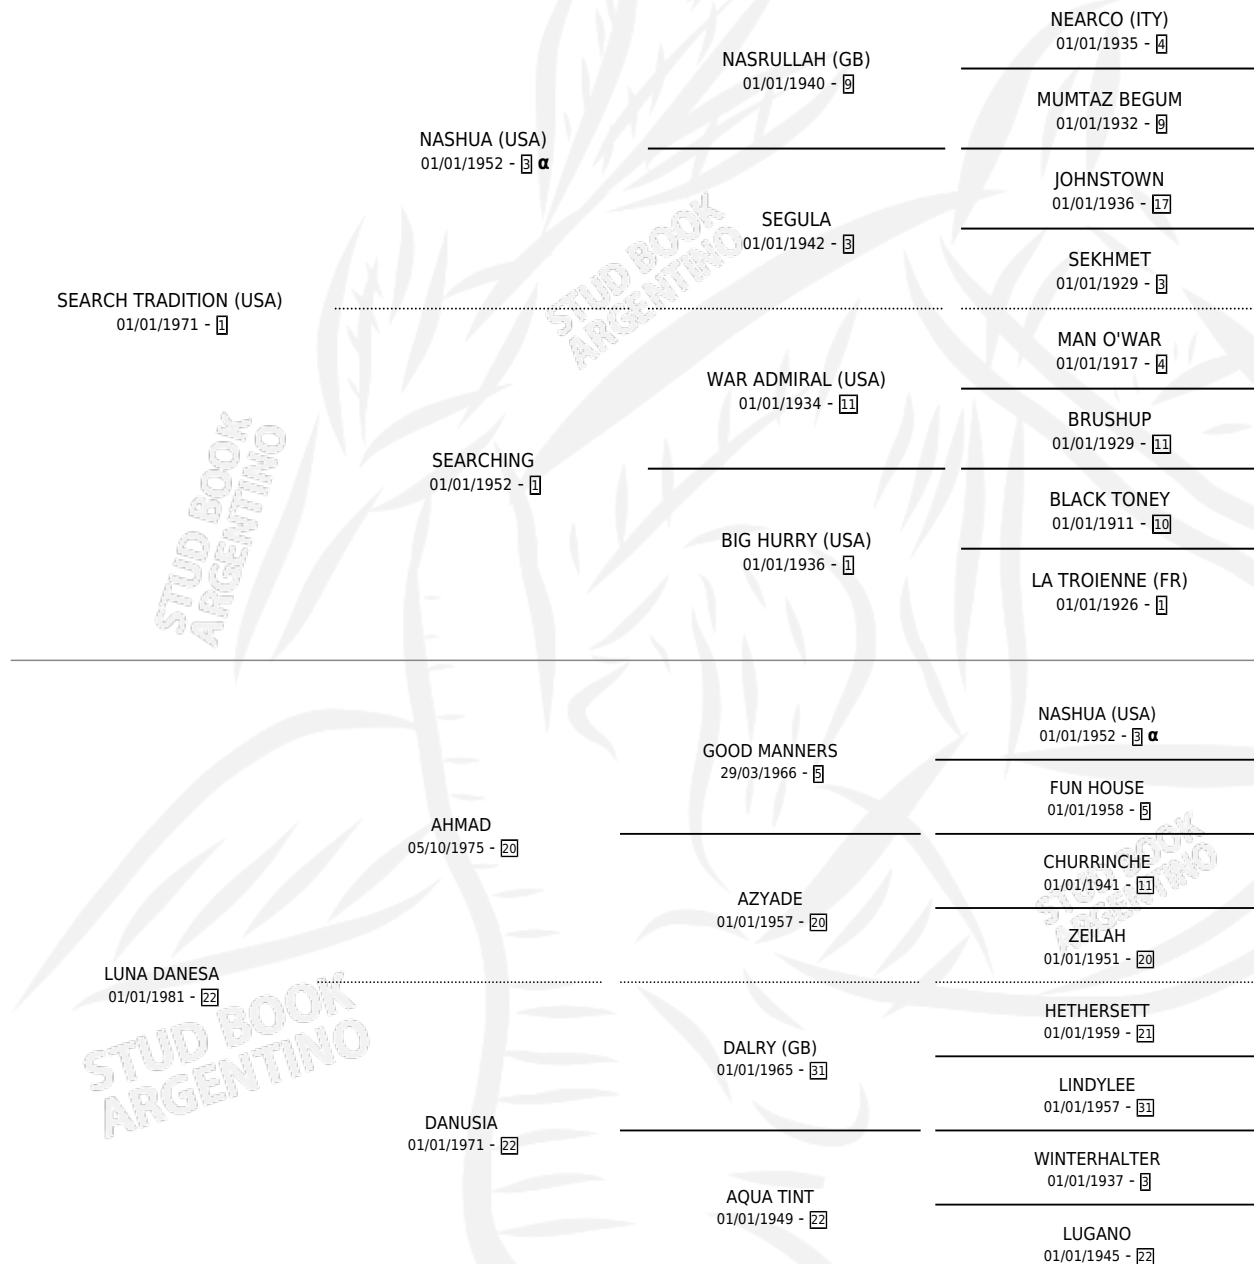 NEARCO (ITY)
01/01/1935 - 4
NASRULLAH (GB)
01/01/1940 - 9
MUMTAZ BEGUM
01/01/1932 - 9
NASHUA (USA)
01/01/1952 - 3 α
JOHNSTOWN
01/01/1936 - 17
SEGULA
01/01/1942 - 3
SEKHMET
01/01/1929 - 3
SEARCH TRADITION (USA)
01/01/1971 - 1
STUD BOOK
ARGENTINO
MAN O'WAR
01/01/1917 - 4
WAR ADMIRAL (USA)
01/01/1934 - 11
BRUSHUP
01/01/1929 - 11
SEARCHING
01/01/1952 - 1
BLACK TONEY
01/01/1911 - 10
BIG HURRY (USA)
01/01/1936 - 1
LA TROIENNE (FR)
01/01/1926 - 1
STUD BOOK
ARGENTINO
NASHUA (USA)
01/01/1952 - 3 α
GOOD MANNERS
29/03/1966 - 5
FUN HOUSE
01/01/1958 - 5
AHMAD
05/10/1975 - 20
CHURRINCHE
01/01/1941 - 11
STUD BOOK
ARGENTINO
AZYADE
01/01/1957 - 20
ZEILAH
01/01/1951 - 20
LUNA DANESA
01/01/1981 - 22
STUD BOOK
ARGENTINO
HETHERSETT
01/01/1959 - 21
DALRY (GB)
01/01/1965 - 31
LINDYLEE
01/01/1957 - 31
DANUSIA
01/01/1971 - 22
WINTERHALTER
01/01/1937 - 3
AQUA TINT
01/01/1949 - 22
LUGANO
01/01/1945 - 22